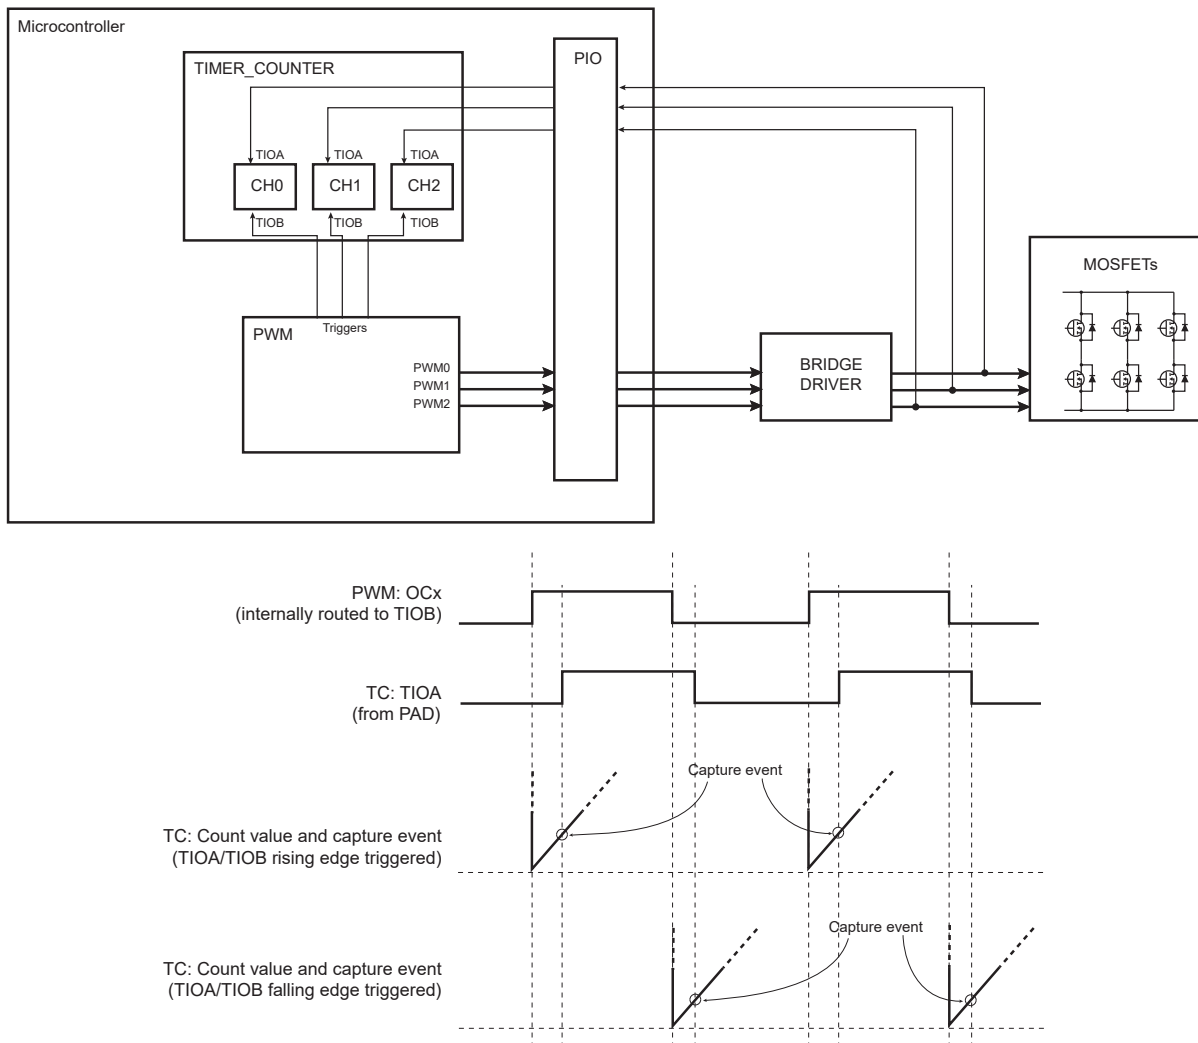 Microcontroller
PIO
TIMER_COUNTER
TIOA
TIOA
TIOA
CH0
CH1
CH2
TIOB
TIOB
TIOB
MOSFETs
Triggers
PWM
BRIDGE
DRIVER
PWM0
PWM1
PWM2
PWM: OCx
(internally routed to TIOB)
TC: TIOA
(from PAD)
Capture event
TC: Count value and capture event
(TIOA/TIOB rising edge triggered)
Capture event
TC: Count value and capture event
(TIOA/TIOB falling edge triggered)